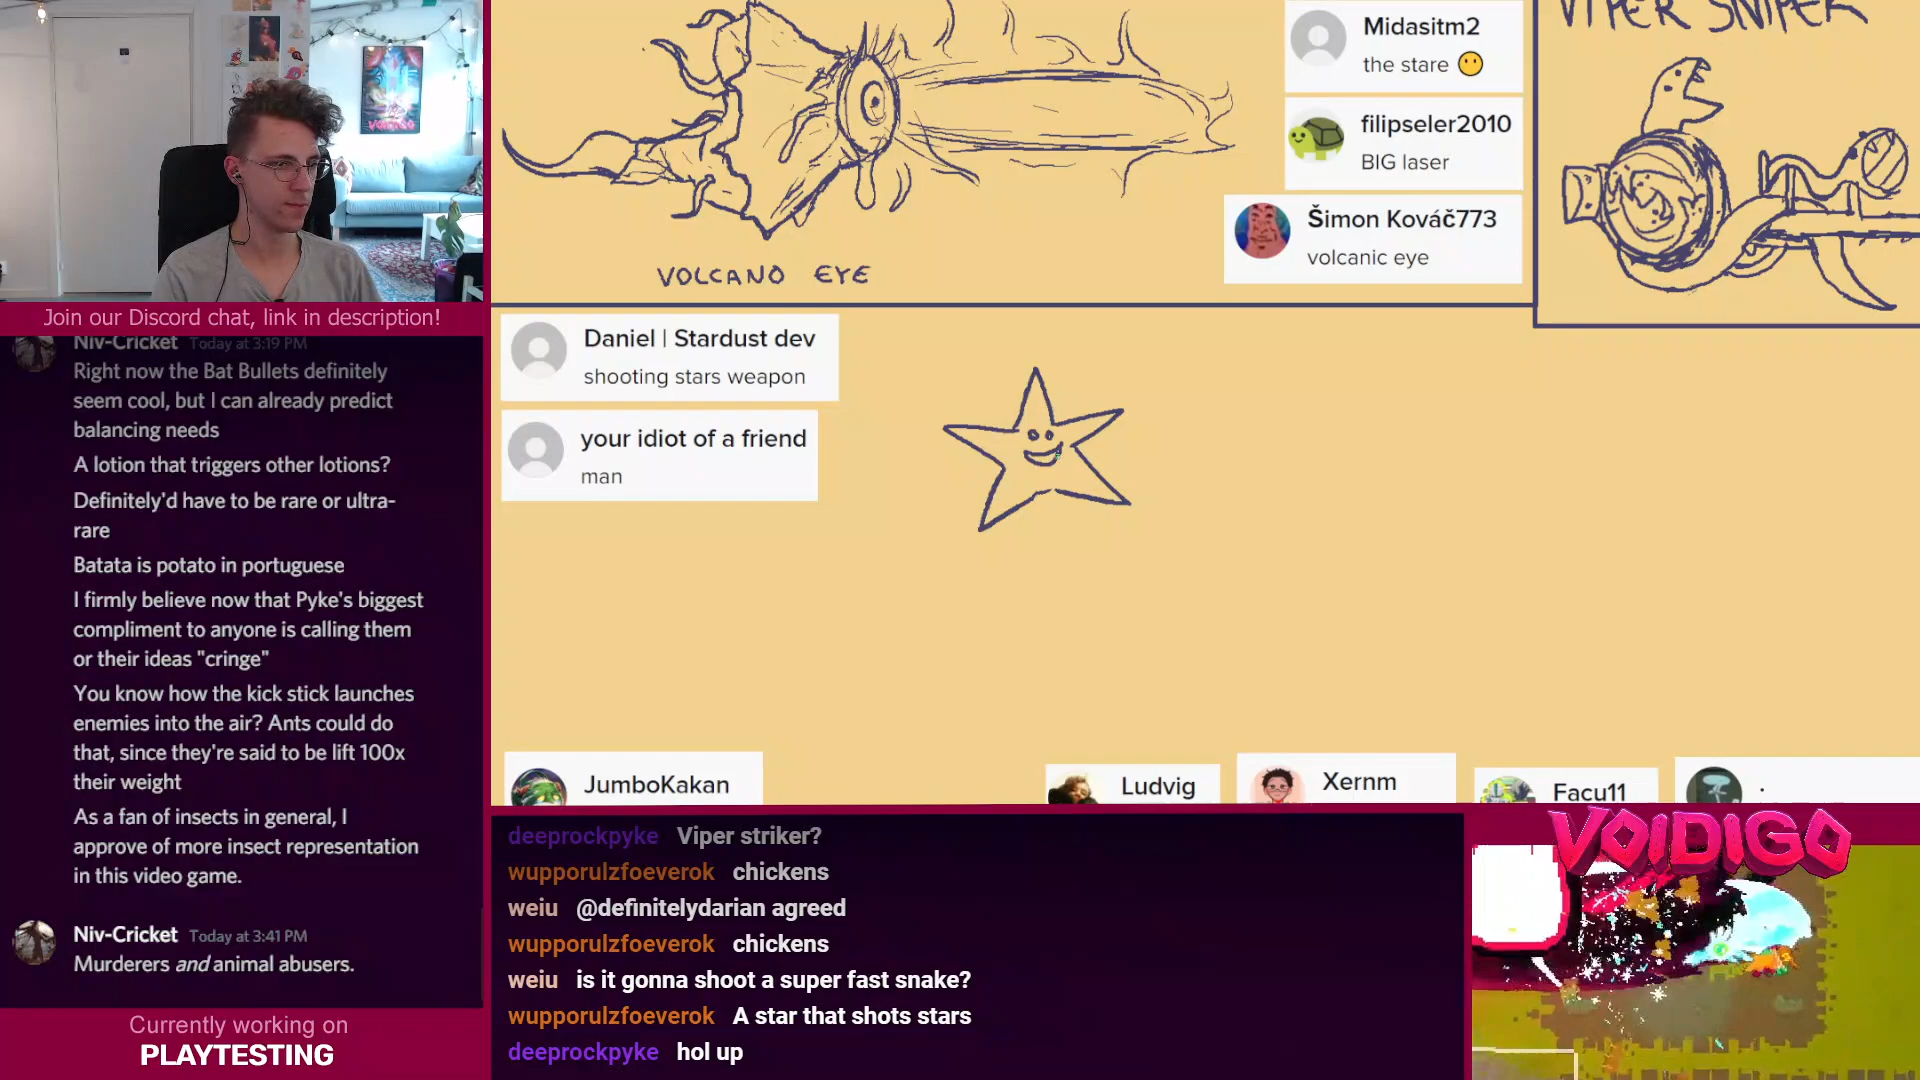 VOIDIGO
Join our Discord chat, link in description!
Niv-Cricket Today at 3:19 PM
Right now the Bat Bullets definitely
seem cool, but I can already predict
balancing needs
A lotion that triggers other lotions?
Definitely'd have to be rare or ultra-
rare
Batata is potato in portuguese
I firmly believe now that Pyke's biggest
compliment to anyone is calling them
or their ideas "cringe"
You know how the kick stick launches
enemies into the air? Ants could do
that, since they're said to be lift 100x
their weight
As a fan of insects in general, I
approve of more insect representation
in this video game.
Niv-Cricket Today at 3:41 PM
Murderers and animal abusers.
Currently working on
PLAYTESTING
VOLCANO EYE
Midasitm2
the stare
filipseler2010
BIG laser
Šimon Kováč773
volcanic eye
VIPER SNIPER
Daniel | Stardust dev
shooting stars weapon
your idiot of a friend
man
JumboKakan
Ludvig
Xernm
Facu11
.
deeprockpyke Viper striker?
wupporulzfoeverok chickens
weiu @definitelydarian agreed
wupporulzfoeverok chickens
weiu is it gonna shoot a super fast snake?
wupporulzfoeverok A star that shots stars
deeprockpyke hol up
VOIDIGO